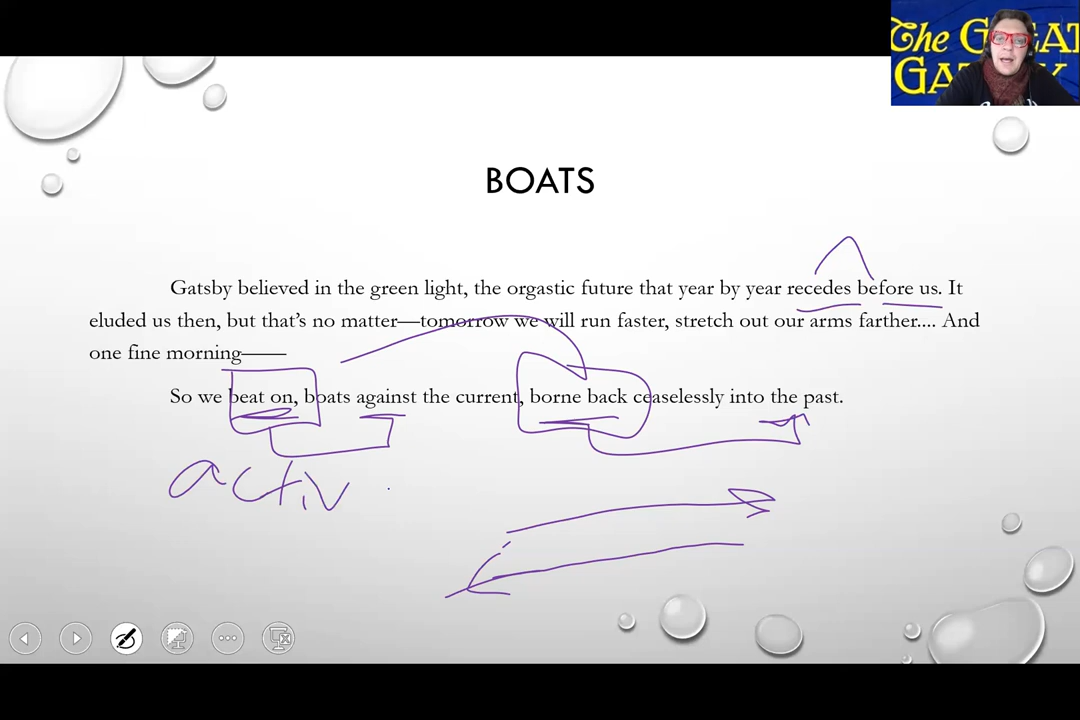 The GREAT
GATSBY
BOATS
Gatsby believed in the green light, the orgastic future that year by year recedes before us. It
eluded us then, but that’s no matter—tomorrow we will run faster, stretch out our arms farther.... And
one fine morning——
So we beat on, boats against the current, borne back ceaselessly into the past.
activ